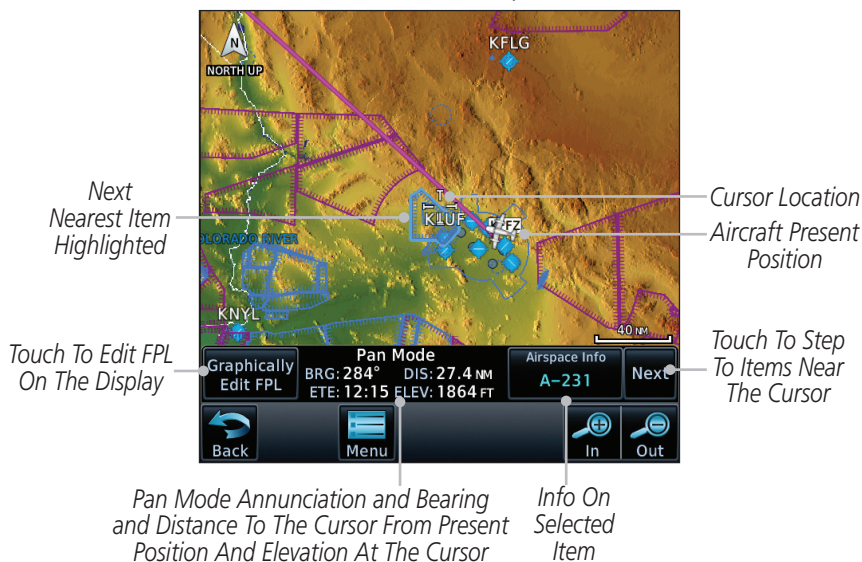 N
NORTH UP
KFLG
T
KLUF
COLORADO RIVER
KNYL
40 NM
Next
Nearest Item
Highlighted
Cursor Location
Aircraft Present
Position
Touch To Edit FPL
On The Display
Touch To Step
To Items Near
The Cursor
Graphically
Edit FPL
Pan Mode
BRG: 284° DIS: 27.4 NM
ETE: 12:15 ELEV: 1864 FT
Airspace Info
A-231
Next
Back
Menu
In
Out
Pan Mode Annunciation and Bearing
and Distance To The Cursor From Present
Position And Elevation At The Cursor
Info On
Selected
Item